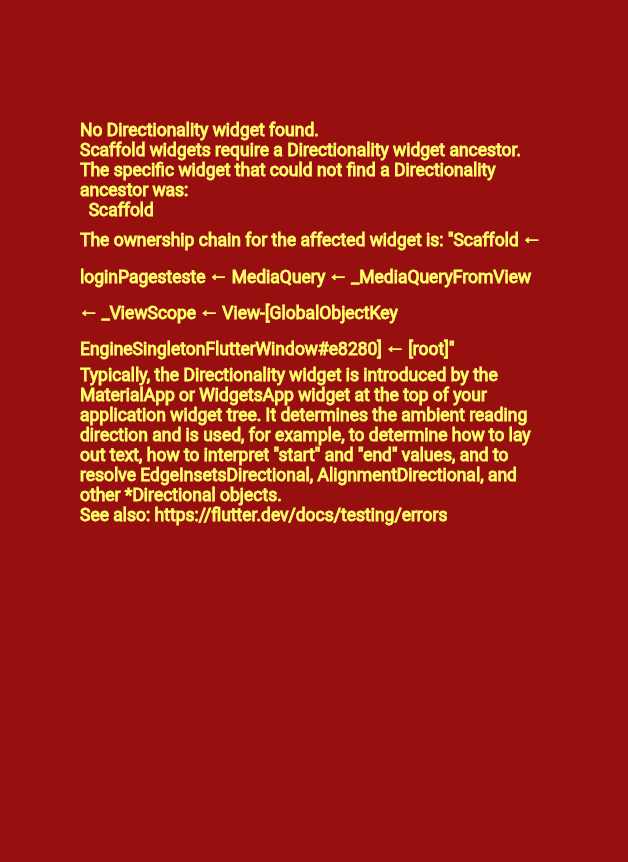 No Directionality widget found.
Scaffold widgets require a Directionality widget ancestor.
The specific widget that could not find a Directionality
ancestor was:
  Scaffold
The ownership chain for the affected widget is: "Scaffold ←
loginPagesteste ← MediaQuery ← _MediaQueryFromView
← _ViewScope ← View-[GlobalObjectKey
EngineSingletonFlutterWindow#e8280] ← [root]"
Typically, the Directionality widget is introduced by the
MaterialApp or WidgetsApp widget at the top of your
application widget tree. It determines the ambient reading
direction and is used, for example, to determine how to lay
out text, how to interpret "start" and "end" values, and to
resolve EdgeInsetsDirectional, AlignmentDirectional, and
other *Directional objects.
See also: https://flutter.dev/docs/testing/errors